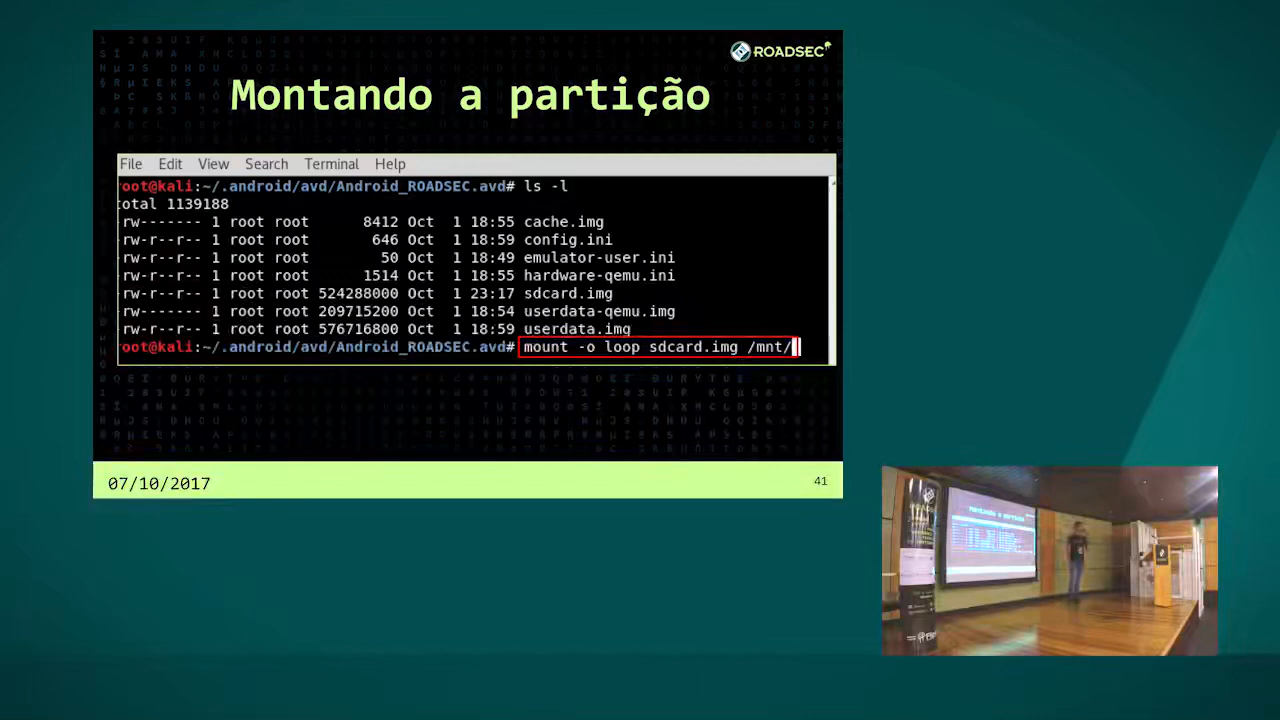 ROADSEC
Montando a partição
File Edit View Search Terminal Help
root@kali:~/.android/avd/Android_ROADSEC.avd# ls -l
total 1139188
-rw------- 1 root root 8412 Oct 1 18:55 cache.img
-rw-r--r-- 1 root root 646 Oct 1 18:59 config.ini
-rw-r--r-- 1 root root 50 Oct 1 18:49 emulator-user.ini
-rw-r--r-- 1 root root 1514 Oct 1 18:55 hardware-qemu.ini
-rw-r--r-- 1 root root 524288000 Oct 1 23:17 sdcard.img
-rw-r--r-- 1 root root 209715200 Oct 1 18:54 userdata-qemu.img
-rw-r--r-- 1 root root 576716800 Oct 1 18:59 userdata.img
root@kali:~/.android/avd/Android_ROADSEC.avd# mount -o loop sdcard.img /mnt/
07/10/2017
41
Montando a partição